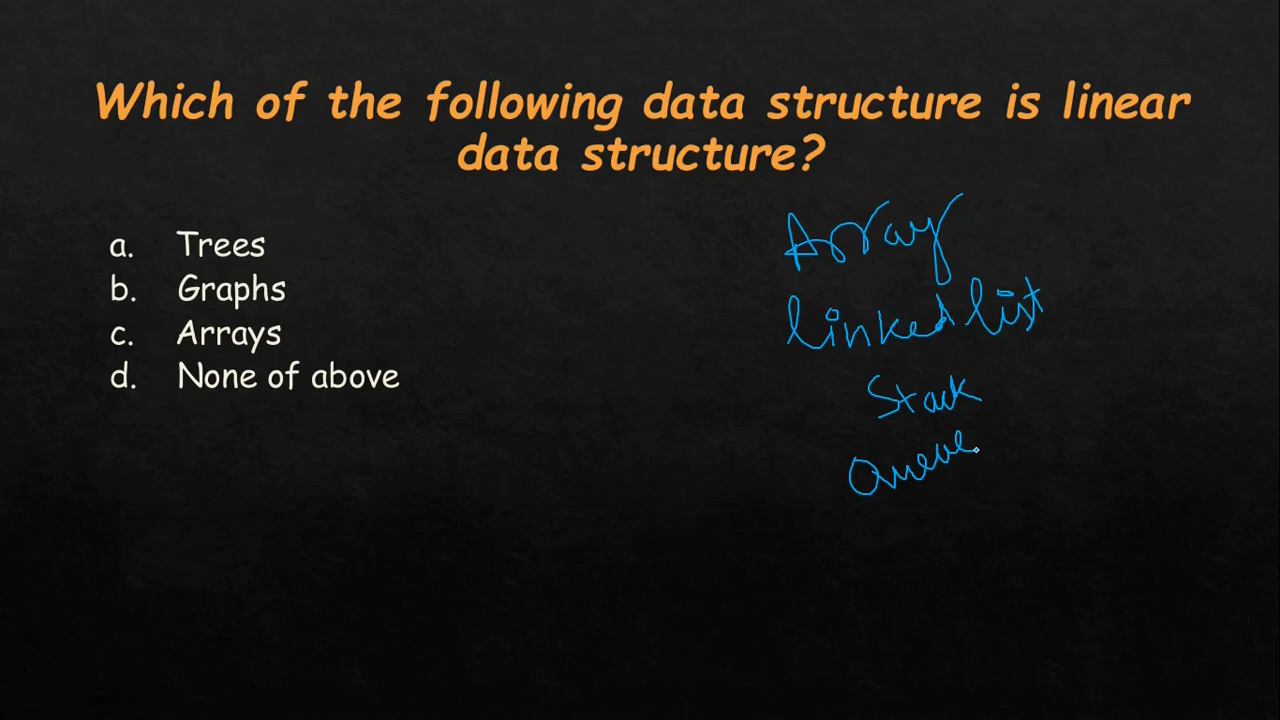 Which of the following data structure is linear
data structure?
a. Trees
b. Graphs
c. Arrays
d. None of above
Array
linked list
Stack
Queue